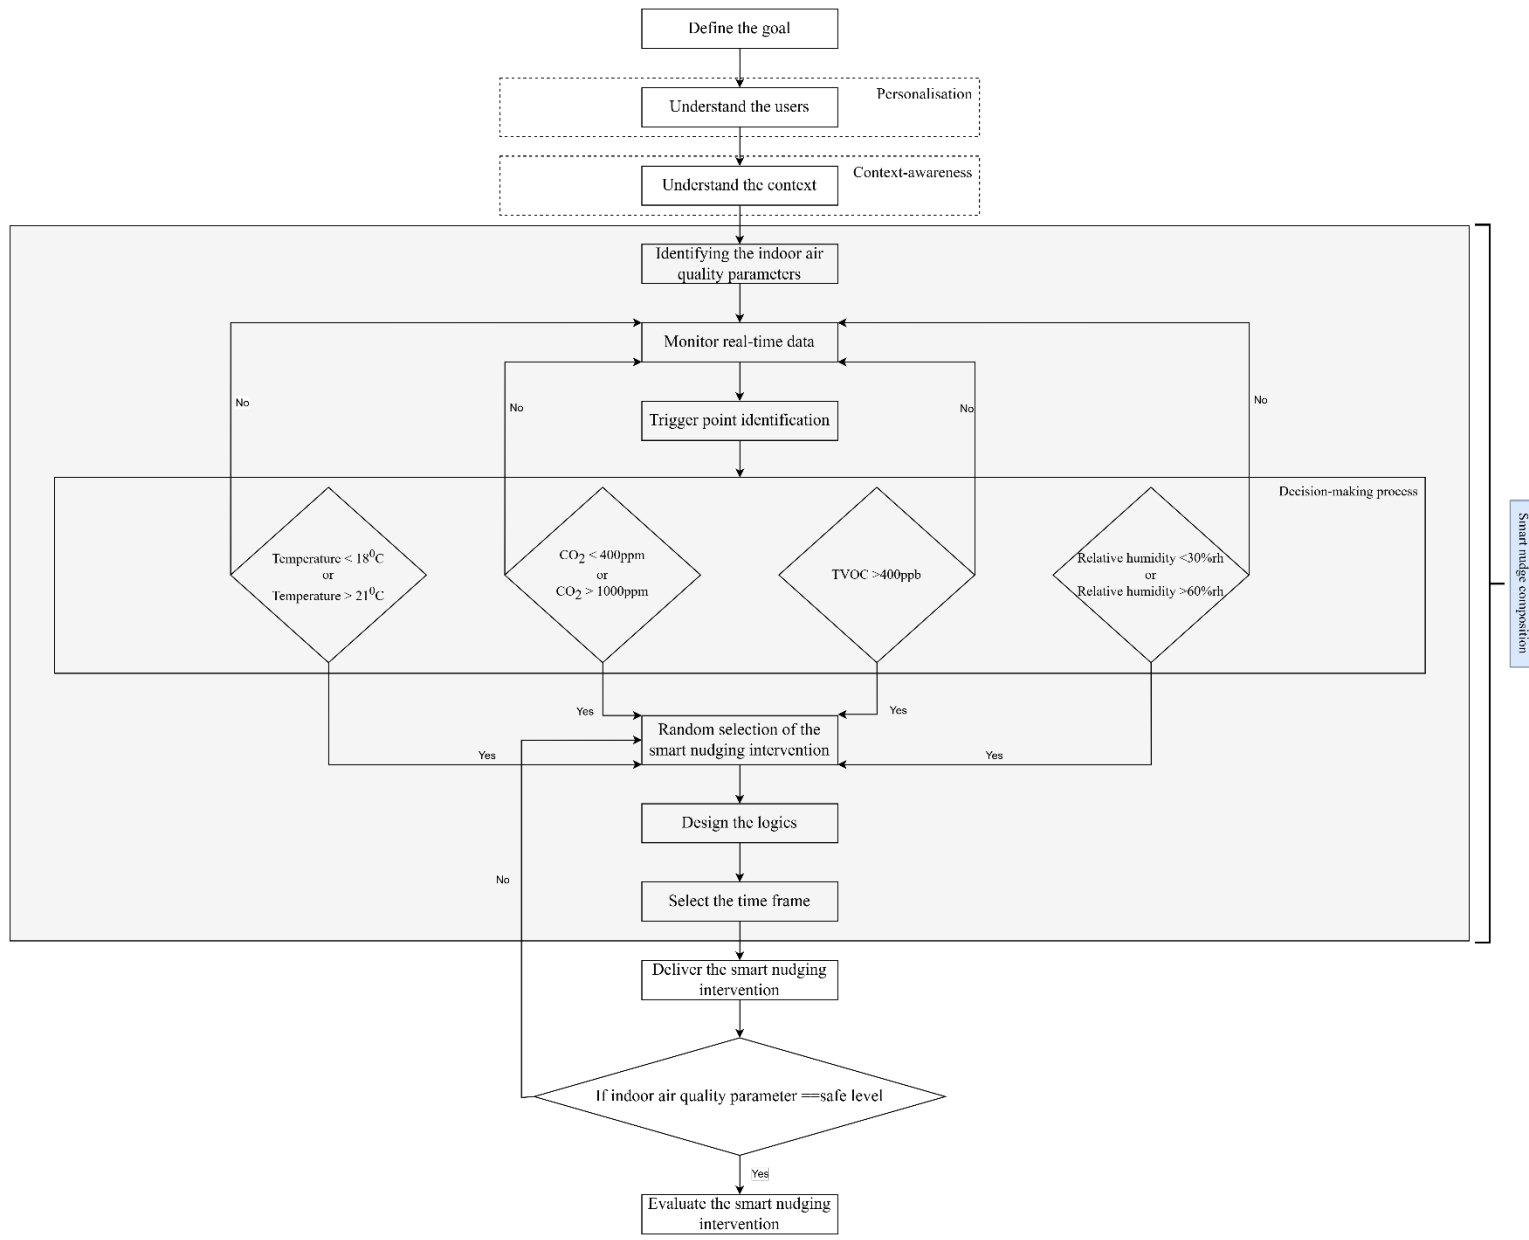 Define the goal
Personalisation
Understand the users
Context-awareness
Understand the context
Identifying the indoor air
quality parameters
Monitor real-time data
No
No
No
No
Trigger point identification
Decision-making process
Temperature < 18⁰C
or
Temperature > 21⁰C
CO₂ < 400ppm
or
CO₂ > 1000ppm
TVOC >400ppb
Relative humidity <30%rh
or
Relative humidity >60%rh
Smart nudge composition
Yes
Yes
Random selection of the
smart nudging intervention
Yes
Yes
Design the logics
No
Select the time frame
Deliver the smart nudging
intervention
If indoor air quality parameter ==safe level
Yes
Evaluate the smart nudging
intervention